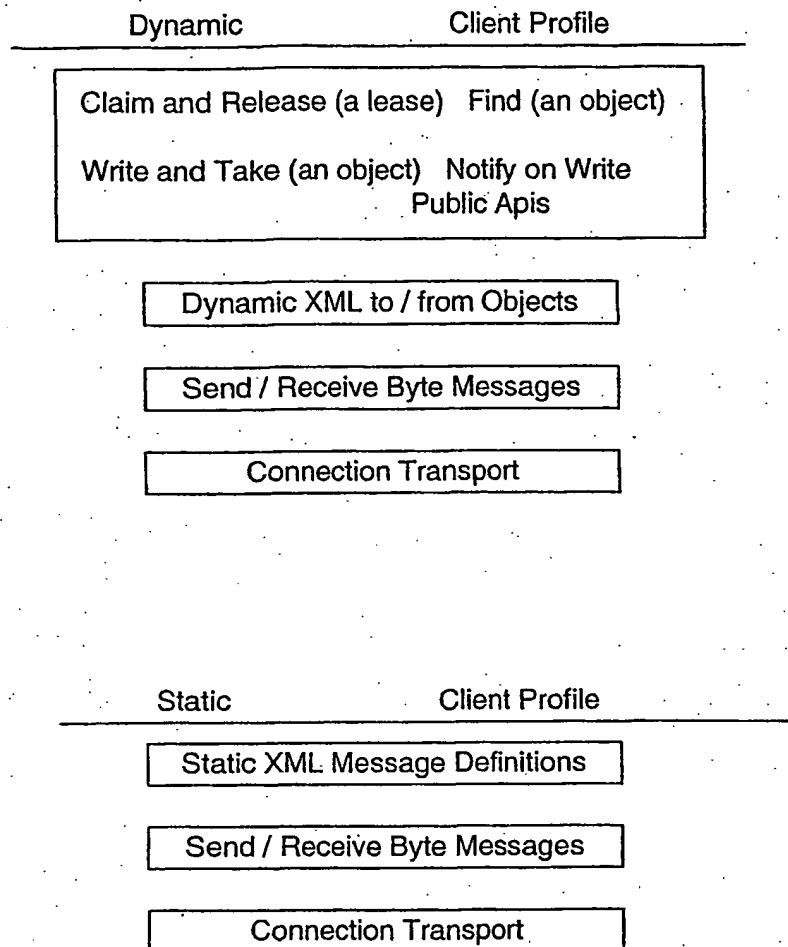 Dynamic Client Profile
Claim and Release (a lease) Find (an object)
Write and Take (an object) Notify on Write
Public Apis
Dynamic XML to / from Objects
Send / Receive Byte Messages
Connection Transport
Static Client Profile
Static XML Message Definitions
Send / Receive Byte Messages
Connection Transport